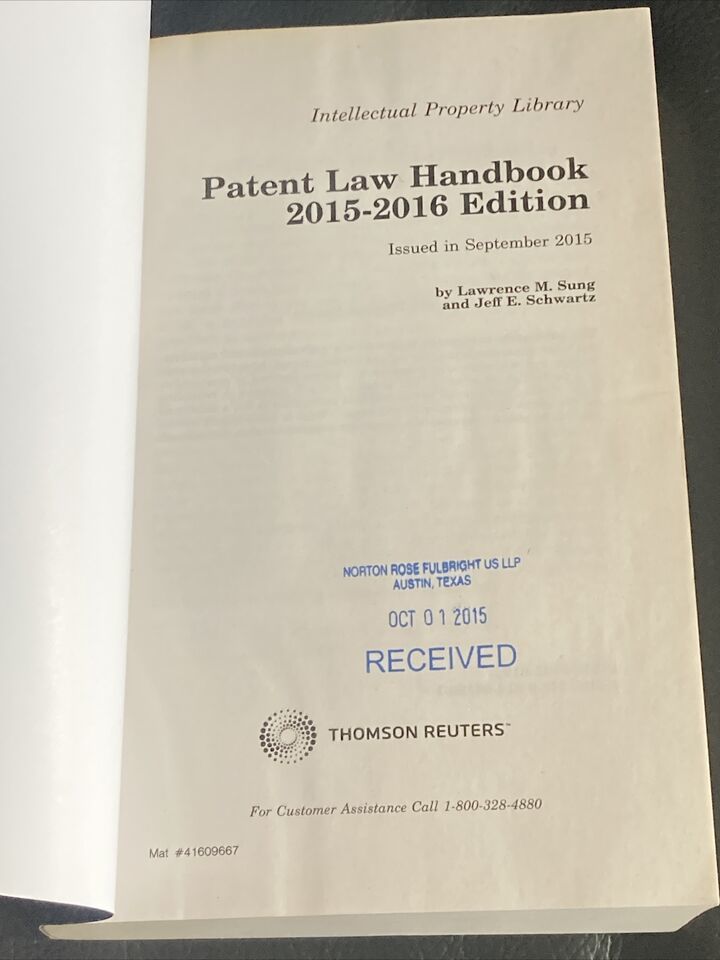 Intellectual Property Library
Patent Law Handbook
2015-2016 Edition
Issued in September 2015
by Lawrence M. Sung
and Jeff E. Schwartz
NORTON ROSE FULBRIGHT US LLP
AUSTIN, TEXAS
OCT 01 2015
RECEIVED
THOMSON REUTERS™
For Customer Assistance Call 1-800-328-4880
Mat #41609667